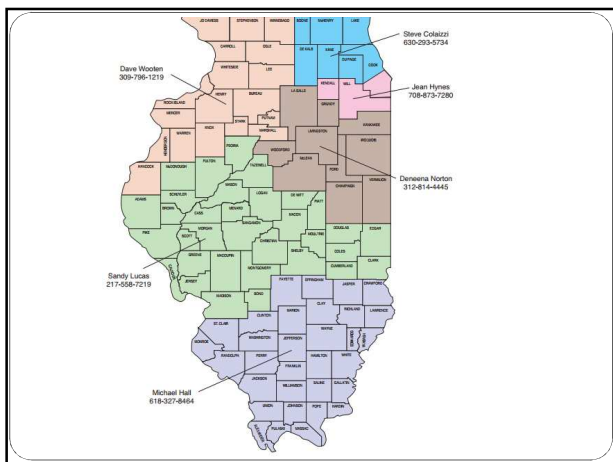 JO DAVIESS STEPHENSON WINNEBAGO BOONE MCHENRY LAKE
Steve Colaizzi
630-293-5734
CARROLL OGLE DE KALB KANE DUPAGE COOK
WHITESIDE LEE
Dave Wooten
309-796-1219
KENDALL WILL
Jean Hynes
708-873-7280
LA SALLE
HENRY BUREAU
ROCK ISLAND
MERCER
PUTNAM
GRUNDY
STARK
KANKAKEE
KNOX MARSHALL
LIVINGSTON
WARREN
HENDERSON
PEORIA
WOODFORD
IROQUOIS
FULTON TAZEWELL
MCLEAN
FORD
Deneena Norton
312-814-4445
HANCOCK MCDONOUGH
MASON
VERMILION
LOGAN DE WITT
CHAMPAIGN
SCHUYLER
ADAMS
BROWN CASS
MENARD
PIATT
MACON
MORGAN SANGAMON
DOUGLAS EDGAR
PIKE SCOTT
MOULTRIE
CHRISTIAN
COLES
SHELBY
GREENE
MACOUPIN
CLARK
Sandy Lucas
217-558-7219
CALHOUN
JERSEY
MONTGOMERY
CUMBERLAND
FAYETTE EFFINGHAM JASPER CRAWFORD
MADISON
BOND
CLAY
CLINTON MARION RICHLAND LAWRENCE
ST. CLAIR
WAYNE
WASHINGTON
JEFFERSON
MONROE
RANDOLPH PERRY HAMILTON WHITE
FRANKLIN
Michael Hall
618-327-8464
JACKSON
WILLIAMSON SALINE GALLATIN
UNION JOHNSON POPE HARDIN
ALEXANDER
PULASKI MASSAC